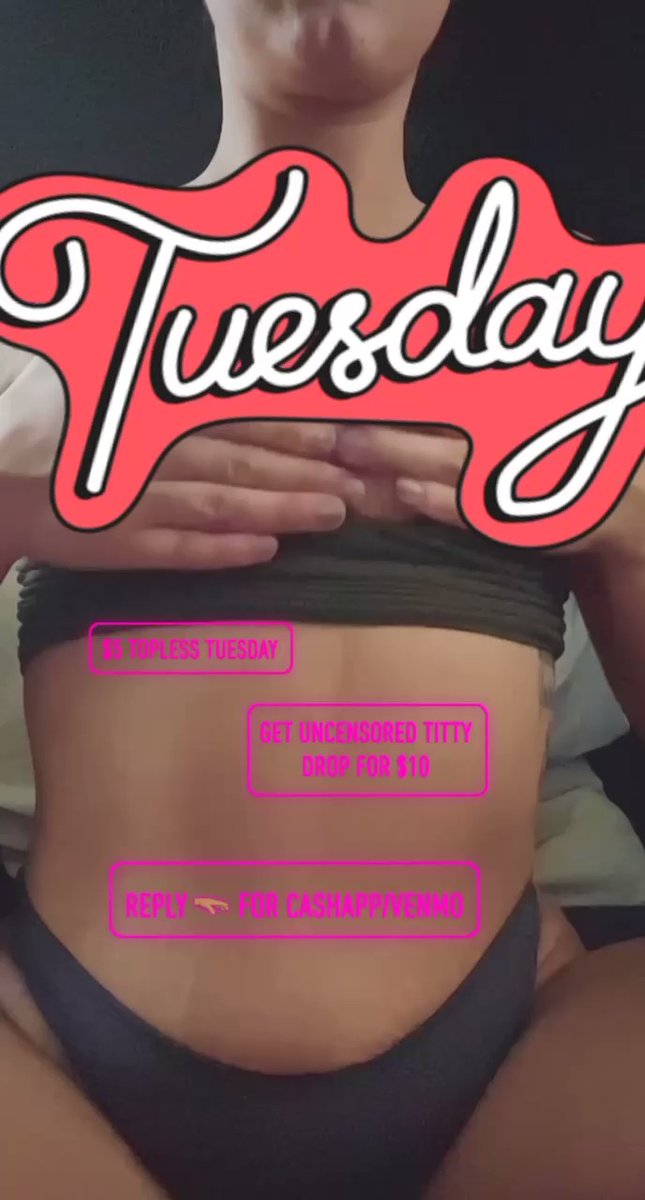 Tuesday
$5 TOPLESS TUESDAY
GET UNCENSORED TITTY
DROP FOR $10
REPLY 🫳 FOR CASHAPP/VENMO